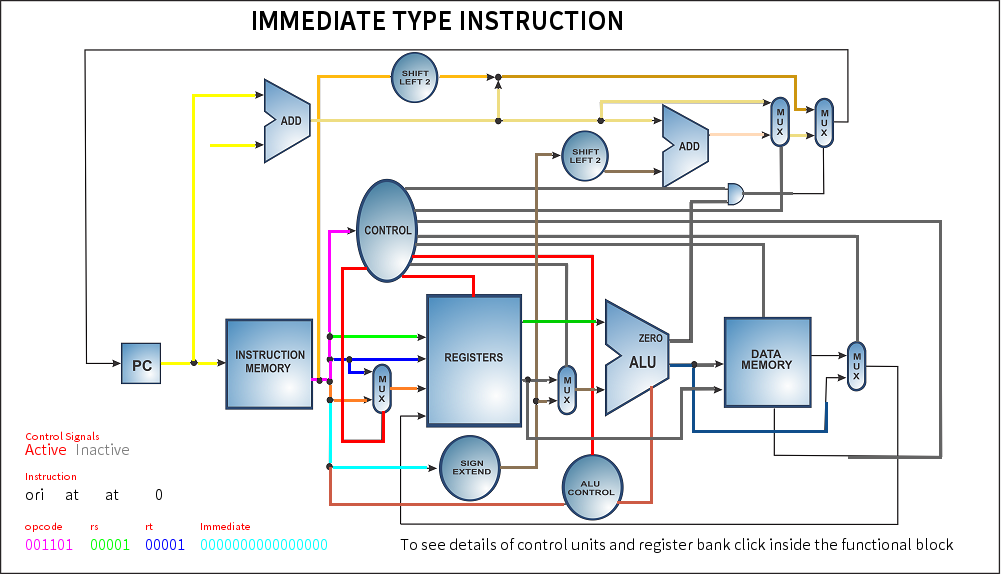 IMMEDIATE TYPE INSTRUCTION
SHIFT
LEFT 2
ADD
MUX
MUX
SHIFT
LEFT 2
ADD
CONTROL
PC
INSTRUCTION
MEMORY
MUX
REGISTERS
MUX
ZERO
ALU
DATA
MEMORY
MUX
SIGN
EXTEND
ALU
CONTROL
Control Signals
Active Inactive
Instruction
ori at at 0
opcode rs rt Immediate
001101 00001 00001 0000000000000000
To see details of control units and register bank click inside the functional block